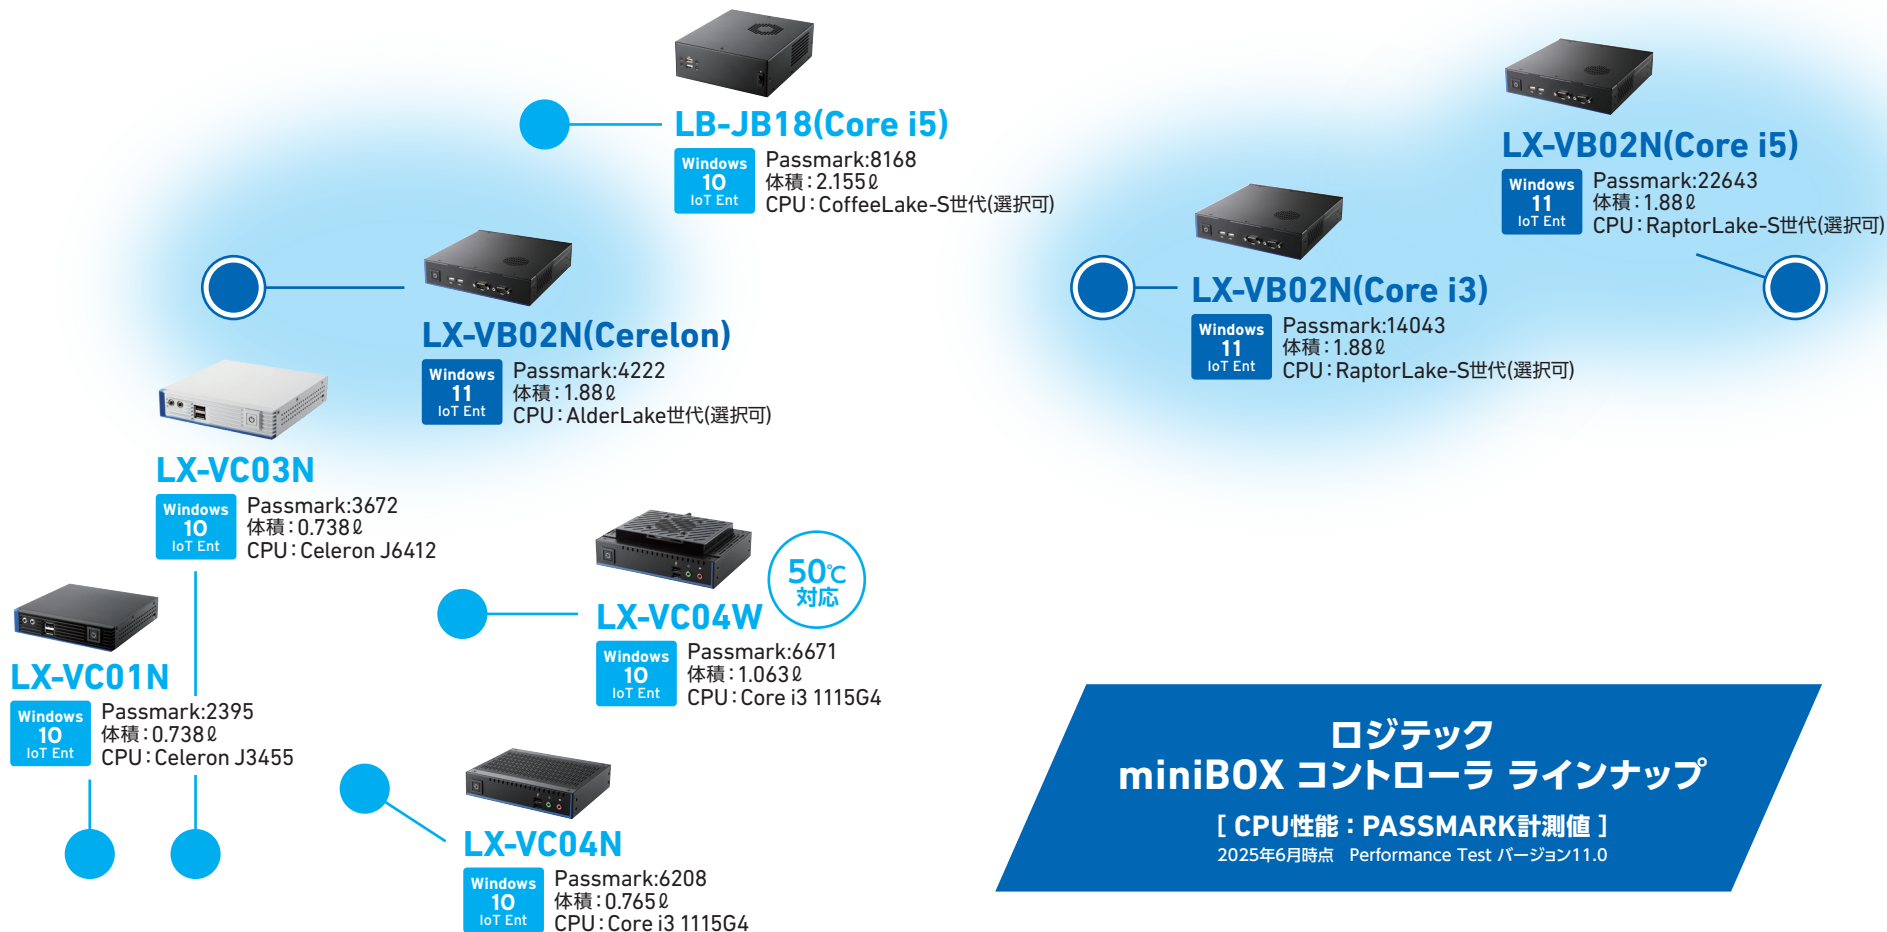 LB-JB18(Core i5)
Windows
10
IoT Ent
Passmark:8168
体積：2.155ℓ
CPU：CoffeeLake-S世代(選択可)
LX-VB02N(Core i5)
Windows
11
IoT Ent
Passmark:22643
体積：1.88ℓ
CPU：RaptorLake-S世代(選択可)
LX-VB02N(Core i3)
Windows
11
IoT Ent
Passmark:14043
体積：1.88ℓ
CPU：RaptorLake-S世代(選択可)
LX-VB02N(Cerelon)
Windows
11
IoT Ent
Passmark:4222
体積：1.88ℓ
CPU：AlderLake世代(選択可)
LX-VC03N
Windows
10
IoT Ent
Passmark:3672
体積：0.738ℓ
CPU：Celeron J6412
50℃
対応
LX-VC04W
Windows
10
IoT Ent
Passmark:6671
体積：1.063ℓ
CPU：Core i3 1115G4
LX-VC01N
Windows
10
IoT Ent
Passmark:2395
体積：0.738ℓ
CPU：Celeron J3455
LX-VC04N
Windows
10
IoT Ent
Passmark:6208
体積：0.765ℓ
CPU：Core i3 1115G4
ロジテック
miniBOX コントローラ ラインナップ
[ CPU性能：PASSMARK計測値 ]
2025年6月時点 Performance Test バージョン11.0